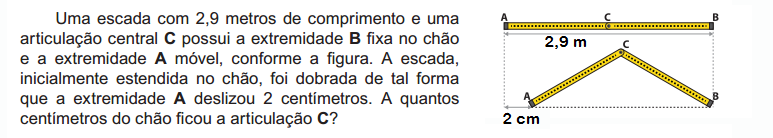 Uma escada com 2,9 metros de comprimento e uma
articulação central C possui a extremidade B fixa no chão
e a extremidade A móvel, conforme a figura. A escada,
inicialmente estendida no chão, foi dobrada de tal forma
que a extremidade A deslizou 2 centímetros. A quantos
centímetros do chão ficou a articulação C?
A C B
2,9 m
C
A B
2 cm